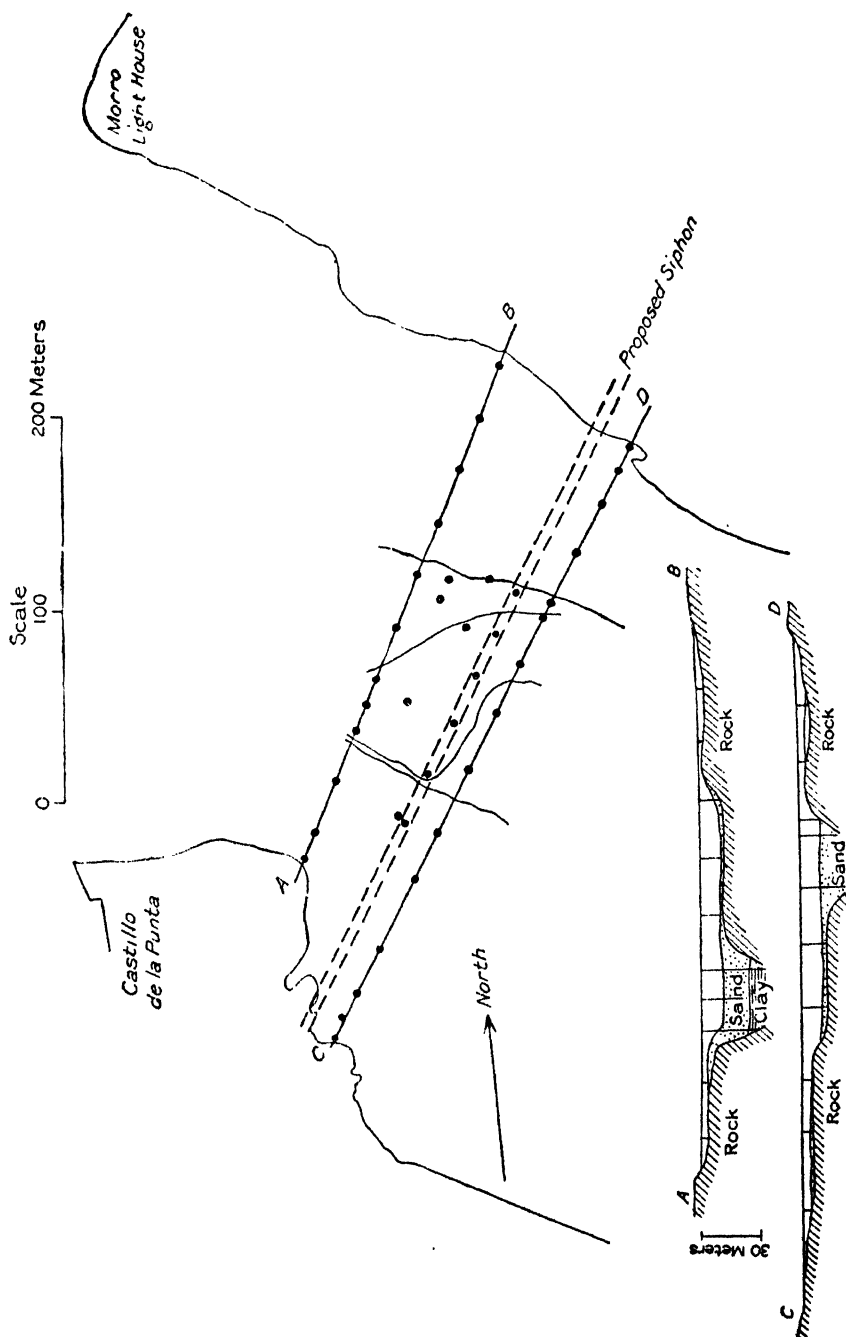 Morro
Light House
200 Meters
100
Scale
0
Castillo
de la Punta
B
Proposed Siphon
D
A
C
North
B
Rock
Sand
Clay
Rock
A
30 Meters
D
Rock
Sand
Rock
C